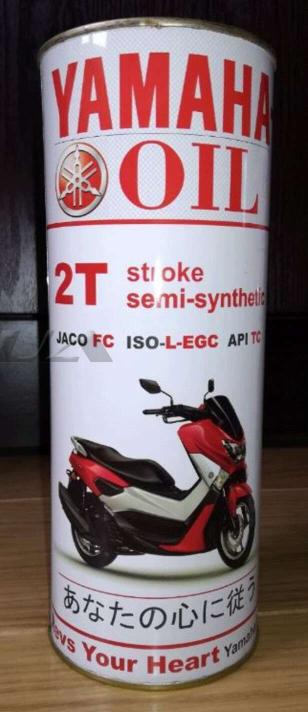 YAMAHA
OIL
2T stroke
semi-synthetic
JACO FC ISO-L-EGC API TC
あなたの心に従う
Revs Your Heart